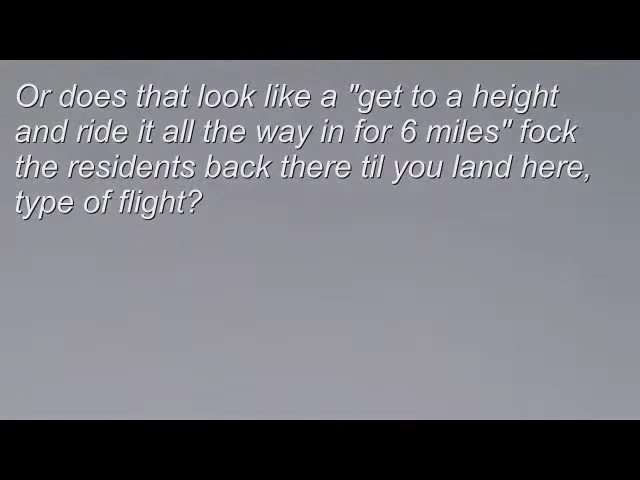 Or does that look like a "get to a height
and ride it all the way in for 6 miles" fock
the residents back there til you land here,
type of flight?